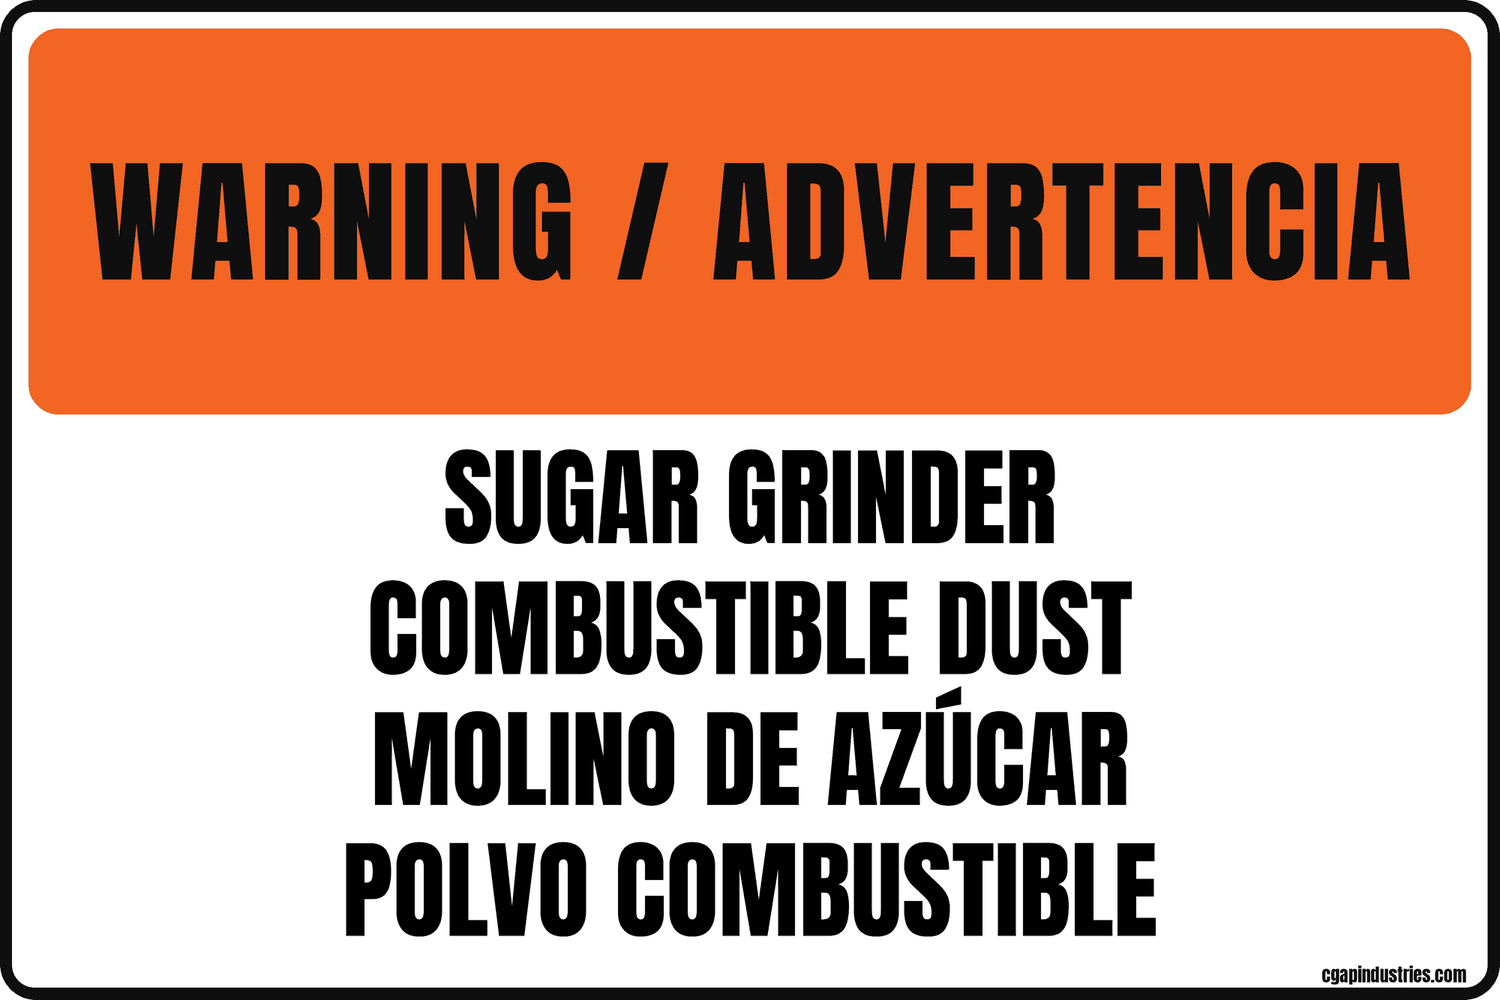 WARNING / ADVERTENCIA
SUGAR GRINDER
COMBUSTIBLE DUST
MOLINO DE AZÚCAR
POLVO COMBUSTIBLE
cgapindustries.com